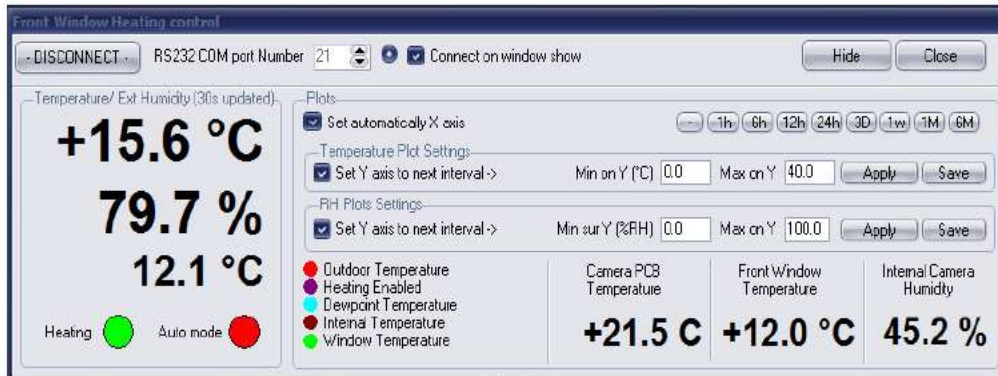 Front Window Heating control
- DISCONNECT - RS232 COM port Number 21 Connect on window show Hide Close
Temperature/ Ext Humidity (30s updated)
+15.6 °C
79.7 %
12.1 °C
Heating Auto mode
Plots
Set automatically X axis - 1h 6h 12h 24h 3D 1w 1M 6M
Temperature Plot Settings
Set Y axis to next interval -> Min on Y (°C) 0.0 Max on Y 40.0 Apply Save
RH Plots Settings
Set Y axis to next interval -> Min sur Y (%RH) 0.0 Max on Y 100.0 Apply Save
Outdoor Temperature
Heating Enabled
Dewpoint Temperature
Internal Temperature
Window Temperature
Camera PCB
Temperature
+21.5 C
Front Window
Temperature
+12.0 °C
Internal Camera
Humidity
45.2 %